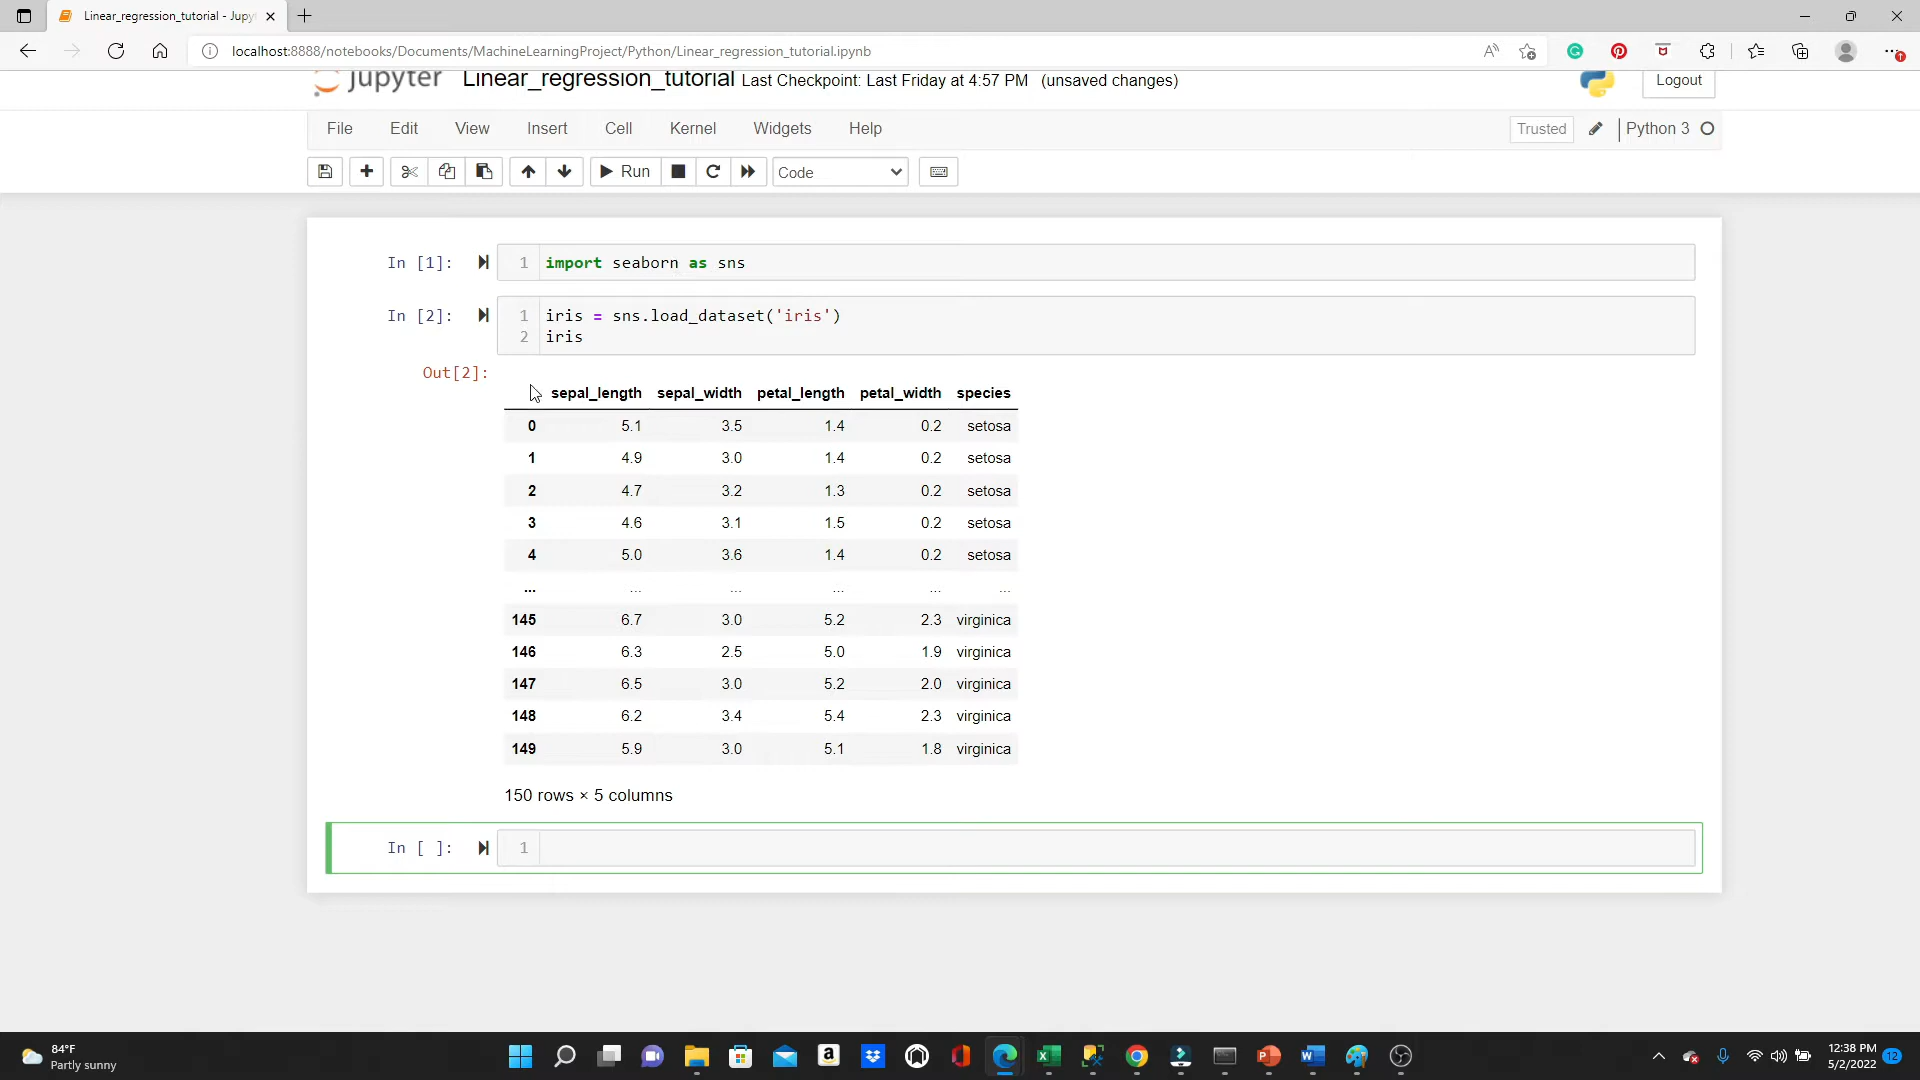 Linear_regression_tutorial - Jupy
localhost:8888/notebooks/Documents/MachineLearningProject/Python/Linear_regression_tutorial.ipynb
jupyter Linear_regression_tutorial Last Checkpoint: Last Friday at 4:57 PM (unsaved changes) Logout
File Edit View Insert Cell Kernel Widgets Help Trusted Python 3
Run Code
In [1]: 1 import seaborn as sns
In [2]: 1 iris = sns.load_dataset('iris')
2 iris
Out[2]:
sepal_length sepal_width petal_length petal_width species
0 5.1 3.5 1.4 0.2 setosa
1 4.9 3.0 1.4 0.2 setosa
2 4.7 3.2 1.3 0.2 setosa
3 4.6 3.1 1.5 0.2 setosa
4 5.0 3.6 1.4 0.2 setosa
... ... ... ... ... ...
145 6.7 3.0 5.2 2.3 virginica
146 6.3 2.5 5.0 1.9 virginica
147 6.5 3.0 5.2 2.0 virginica
148 6.2 3.4 5.4 2.3 virginica
149 5.9 3.0 5.1 1.8 virginica
150 rows × 5 columns
In [ ]: 1
84°F
Partly sunny
12:38 PM
5/2/2022
12